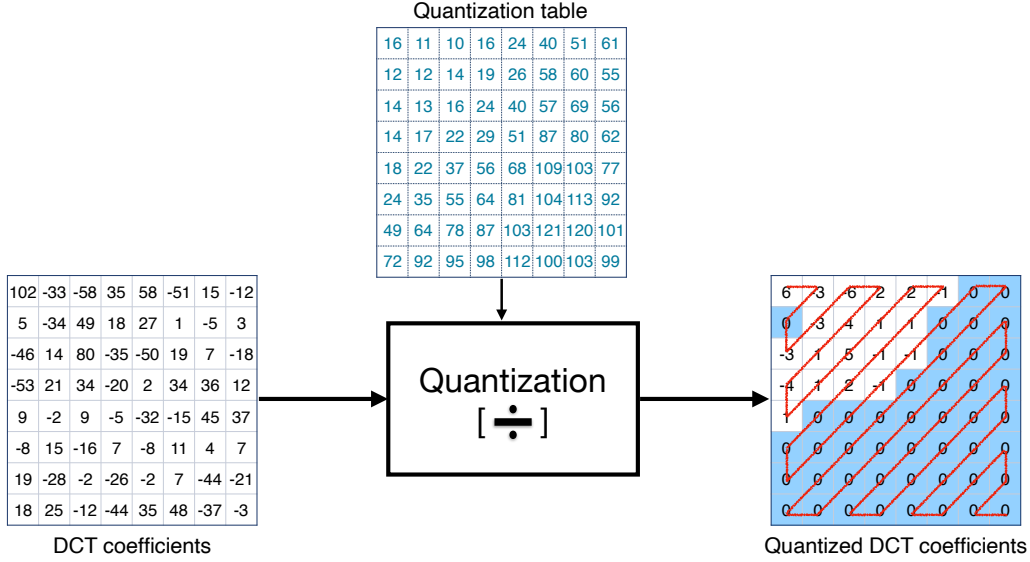 Quantization table
16 11 10 16 24 40 51 61
12 12 14 19 26 58 60 55
14 13 16 24 40 57 69 56
14 17 22 29 51 87 80 62
18 22 37 56 68 109 103 77
24 35 55 64 81 104 113 92
49 64 78 87 103 121 120 101
72 92 95 98 112 100 103 99
102 -33 -58 35 58 -51 15 -12
5 -34 49 18 27 1 -5 3
-46 14 80 -35 -50 19 7 -18
-53 21 34 -20 2 34 36 12
9 -2 9 -5 -32 -15 45 37
-8 15 -16 7 -8 11 4 7
19 -28 -2 -26 -2 7 -44 -21
18 25 -12 -44 35 48 -37 -3
DCT coefficients
Quantization
[ ÷ ]
6 -3 -6 2 2 -1 0 0
0 -3 4 1 1 0 0 0
-3 1 5 -1 -1 0 0 0
-4 1 2 -1 0 0 0 0
1 0 0 0 0 0 0 0
0 0 0 0 0 0 0 0
0 0 0 0 0 0 0 0
0 0 0 0 0 0 0 0
Quantized DCT coefficients